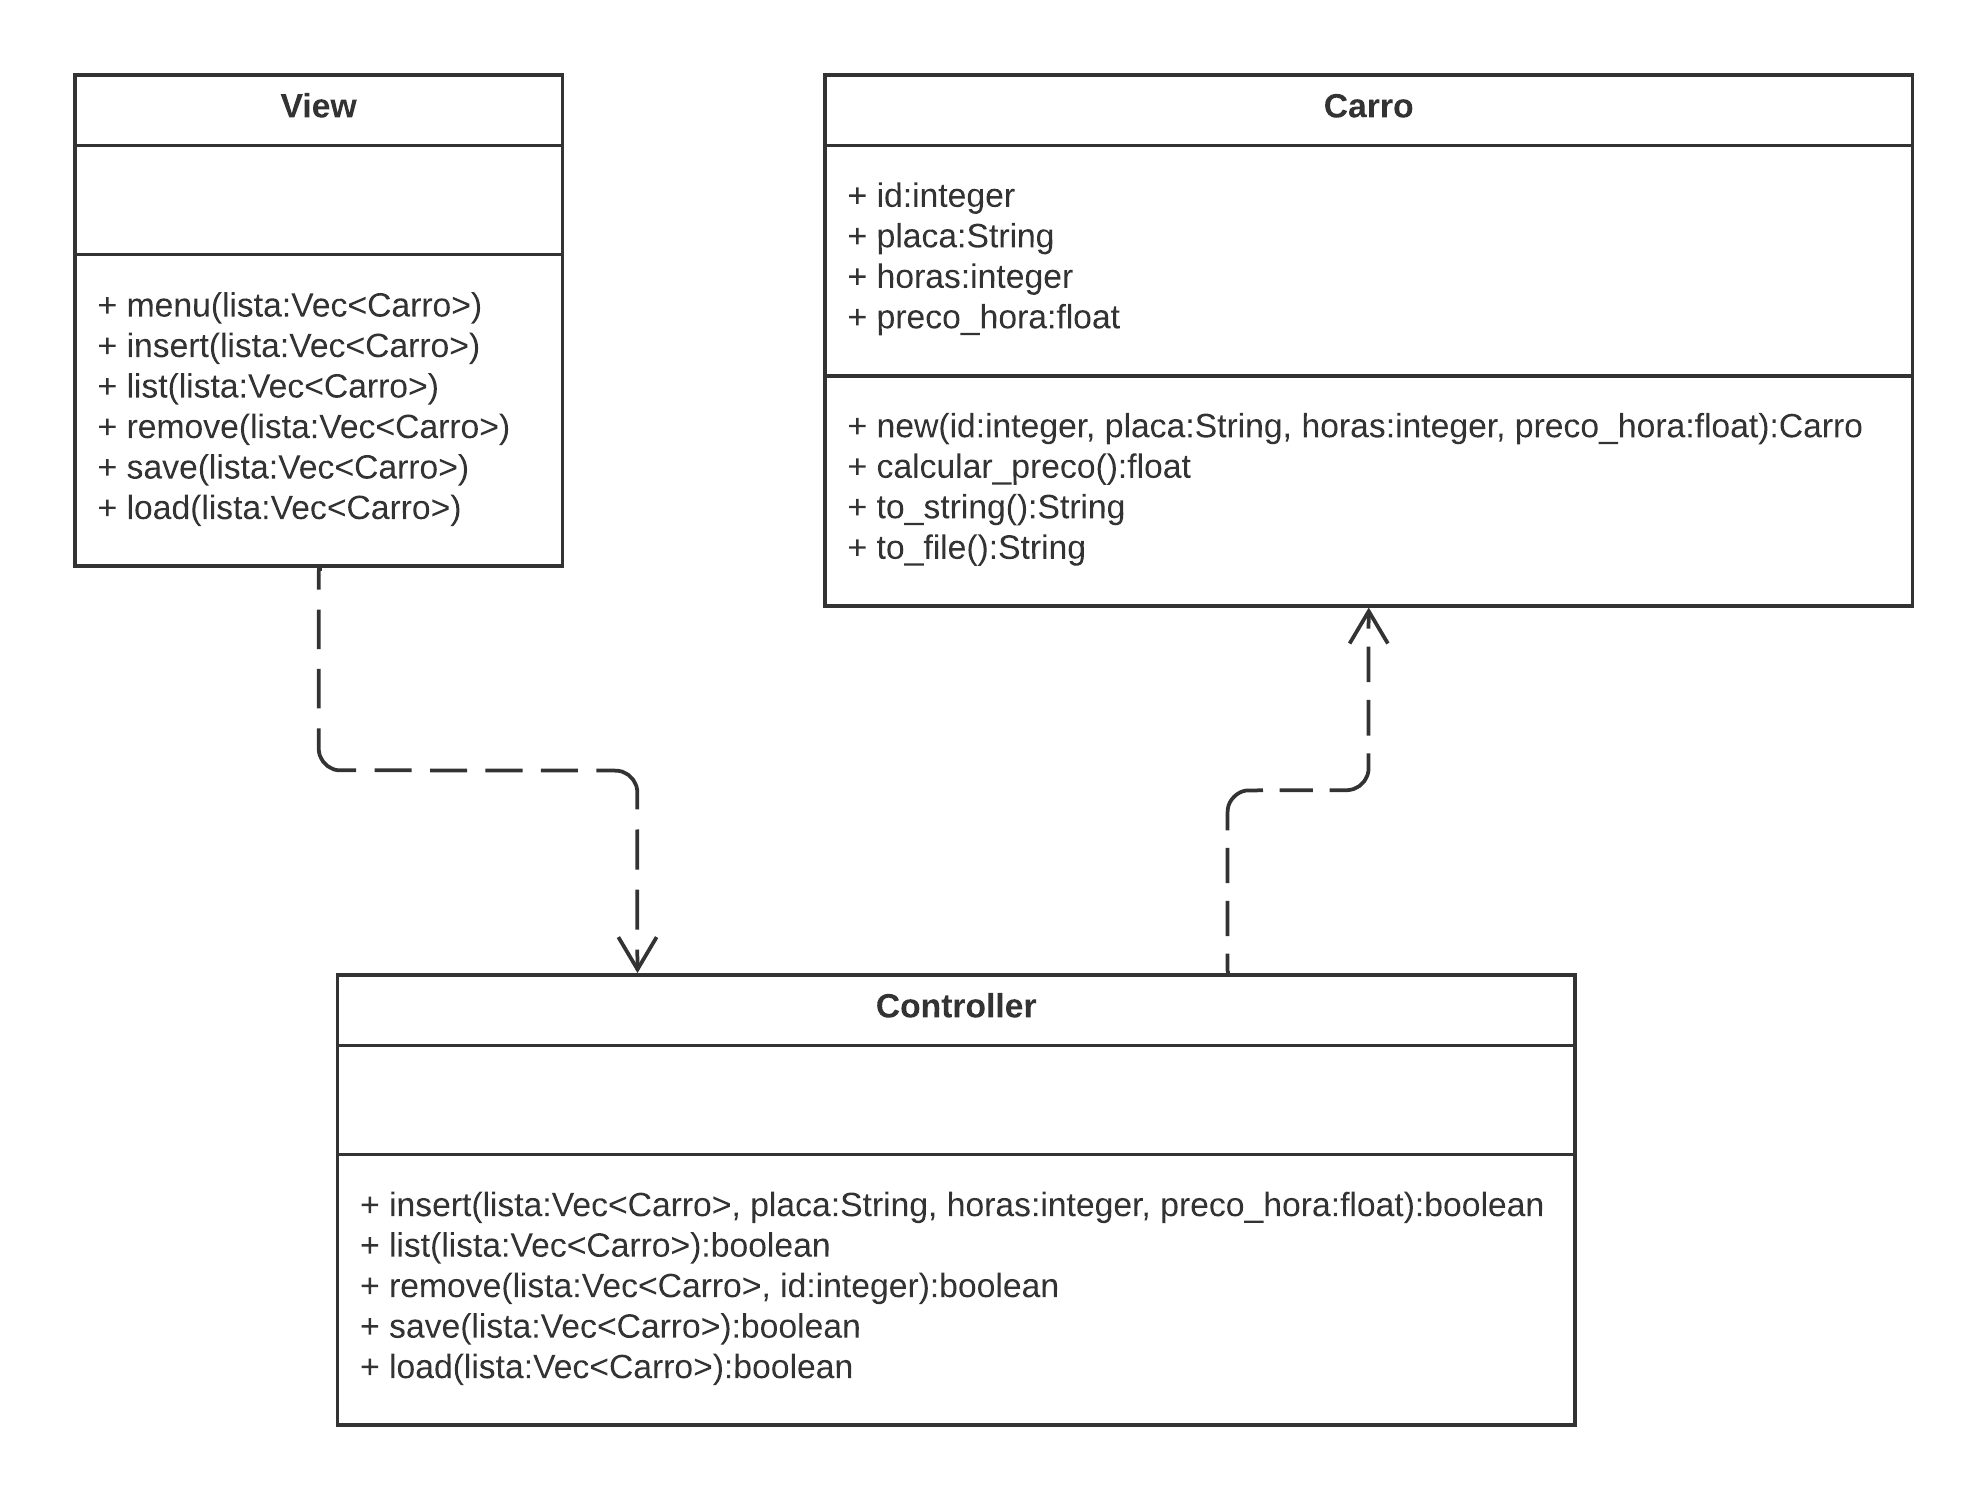 View
+ menu(lista:Vec<Carro>)
+ insert(lista:Vec<Carro>)
+ list(lista:Vec<Carro>)
+ remove(lista:Vec<Carro>)
+ save(lista:Vec<Carro>)
+ load(lista:Vec<Carro>)
Carro
+ id:integer
+ placa:String
+ horas:integer
+ preco_hora:float
+ new(id:integer, placa:String, horas:integer, preco_hora:float):Carro
+ calcular_preco():float
+ to_string():String
+ to_file():String
Controller
+ insert(lista:Vec<Carro>, placa:String, horas:integer, preco_hora:float):boolean
+ list(lista:Vec<Carro>):boolean
+ remove(lista:Vec<Carro>, id:integer):boolean
+ save(lista:Vec<Carro>):boolean
+ load(lista:Vec<Carro>):boolean